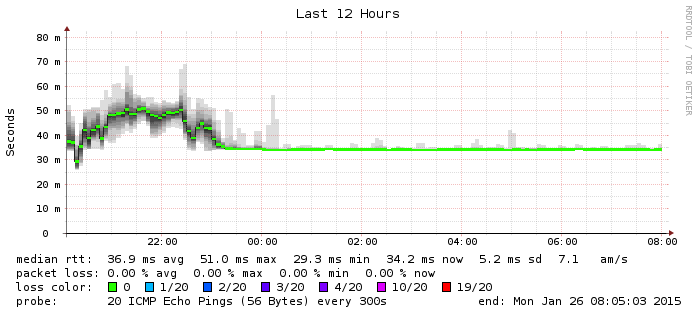 Last 12 Hours
RRDTOOL / TOBI OETIKER
Seconds
80 m
70 m
60 m
50 m
40 m
30 m
20 m
10 m
0
22:00 00:00 02:00 04:00 06:00 08:00
median rtt: 36.9 ms avg 51.0 ms max 29.3 ms min 34.2 ms now 5.2 ms sd 7.1 am/s
packet loss: 0.00 % avg 0.00 % max 0.00 % min 0.00 % now
loss color: 0 1/20 2/20 3/20 4/20 10/20 19/20
probe: 20 ICMP Echo Pings (56 Bytes) every 300s end: Mon Jan 26 08:05:03 2015